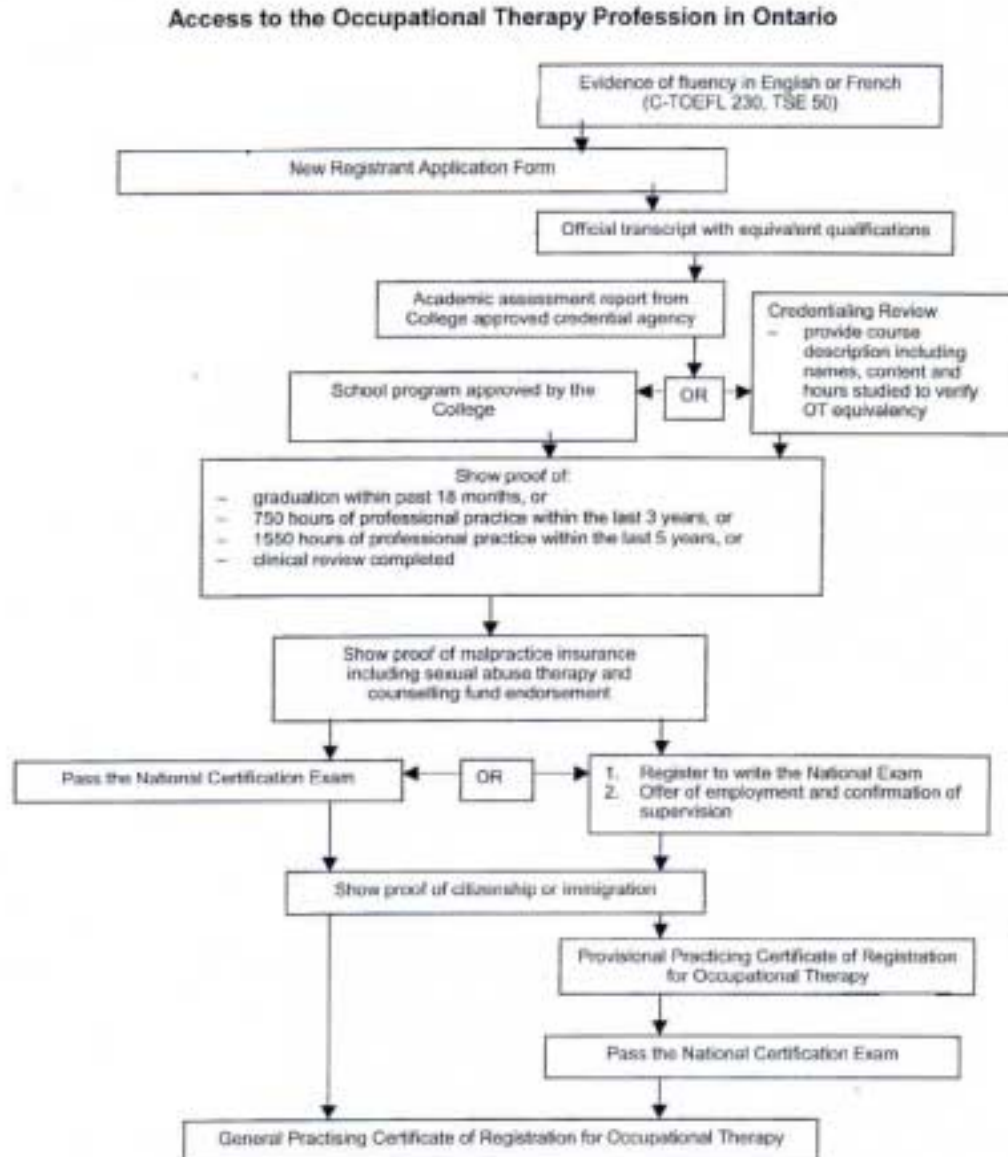 Access to the Occupational Therapy Profession in Ontario
Evidence of fluency in English or French
(C-TOEFL 230, TSE 50)
New Registrant Application Form
Official transcript with equivalent qualifications
Academic assessment report from
College approved credential agency
Credentialing Review
– provide course
description including
names, content and
hours studied to verify
OT equivalency
School program approved by the
College
OR
Show proof of:
– graduation within past 18 months, or
– 750 hours of professional practice within the last 3 years, or
– 1550 hours of professional practice within the last 5 years, or
– clinical review completed
Show proof of malpractice insurance
including sexual abuse therapy and
counselling fund endorsement
Pass the National Certification Exam
OR
1. Register to write the National Exam
2. Offer of employment and confirmation of
supervision
Show proof of citizenship or immigration
Provisional Practicing Certificate of Registration
for Occupational Therapy
Pass the National Certification Exam
General Practising Certificate of Registration for Occupational Therapy